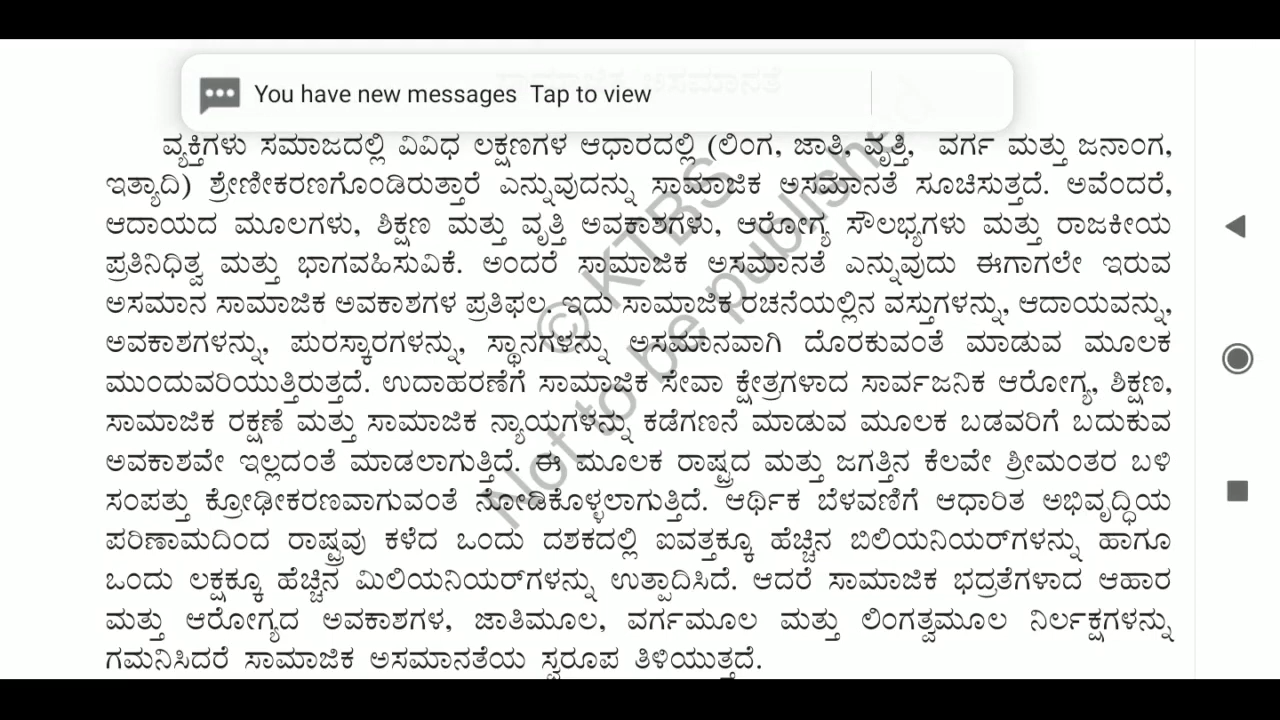 ಸಾಮಾಜಿಕ ಅಸಮಾನತೆ
You have new messages Tap to view
ವ್ಯಕ್ತಿಗಳು ಸಮಾಜದಲ್ಲಿ ವಿವಿಧ ಲಕ್ಷಣಗಳ ಆಧಾರದಲ್ಲಿ (ಲಿಂಗ, ಜಾತಿ, ವೃತ್ತಿ, ವರ್ಗ ಮತ್ತು ಜನಾಂಗ,
ಇತ್ಯಾದಿ) ಶ್ರೇಣೀಕರಣಗೊಂಡಿರುತ್ತಾರೆ ಎನ್ನುವುದನ್ನು ಸಾಮಾಜಿಕ ಅಸಮಾನತೆ ಸೂಚಿಸುತ್ತದೆ. ಅವೆಂದರೆ,
ಆದಾಯದ ಮೂಲಗಳು, ಶಿಕ್ಷಣ ಮತ್ತು ವೃತ್ತಿ ಅವಕಾಶಗಳು, ಆರೋಗ್ಯ ಸೌಲಭ್ಯಗಳು ಮತ್ತು ರಾಜಕೀಯ
ಪ್ರತಿನಿಧಿತ್ವ ಮತ್ತು ಭಾಗವಹಿಸುವಿಕೆ. ಅಂದರೆ ಸಾಮಾಜಿಕ ಅಸಮಾನತೆ ಎನ್ನುವುದು ಈಗಾಗಲೇ ಇರುವ
ಅಸಮಾನ ಸಾಮಾಜಿಕ ಅವಕಾಶಗಳ ಪ್ರತಿಫಲ. ಇದು ಸಾಮಾಜಿಕ ರಚನೆಯಲ್ಲಿನ ವಸ್ತುಗಳನ್ನು, ಆದಾಯವನ್ನು,
ಅವಕಾಶಗಳನ್ನು, ಪುರಸ್ಕಾರಗಳನ್ನು, ಸ್ಥಾನಗಳನ್ನು ಅಸಮಾನವಾಗಿ ದೊರಕುವಂತೆ ಮಾಡುವ ಮೂಲಕ
ಮುಂದುವರಿಯುತ್ತಿರುತ್ತದೆ. ಉದಾಹರಣೆಗೆ ಸಾಮಾಜಿಕ ಸೇವಾ ಕ್ಷೇತ್ರಗಳಾದ ಸಾರ್ವಜನಿಕ ಆರೋಗ್ಯ, ಶಿಕ್ಷಣ,
ಸಾಮಾಜಿಕ ರಕ್ಷಣೆ ಮತ್ತು ಸಾಮಾಜಿಕ ನ್ಯಾಯಗಳನ್ನು ಕಡೆಗಣನೆ ಮಾಡುವ ಮೂಲಕ ಬಡವರಿಗೆ ಬದುಕುವ
ಅವಕಾಶವೇ ಇಲ್ಲದಂತೆ ಮಾಡಲಾಗುತ್ತಿದೆ. ಈ ಮೂಲಕ ರಾಷ್ಟ್ರದ ಮತ್ತು ಜಗತ್ತಿನ ಕೆಲವೇ ಶ್ರೀಮಂತರ ಬಳಿ
ಸಂಪತ್ತು ಕ್ರೋಢೀಕರಣವಾಗುವಂತೆ ನೋಡಿಕೊಳ್ಳಲಾಗುತ್ತಿದೆ. ಆರ್ಥಿಕ ಬೆಳವಣಿಗೆ ಆಧಾರಿತ ಅಭಿವೃದ್ಧಿಯ
ಪರಿಣಾಮದಿಂದ ರಾಷ್ಟ್ರವು ಕಳೆದ ಒಂದು ದಶಕದಲ್ಲಿ ಐವತ್ತಕ್ಕೂ ಹೆಚ್ಚಿನ ಬಿಲಿಯನಿಯರ್‌ಗಳನ್ನು ಹಾಗೂ
ಒಂದು ಲಕ್ಷಕ್ಕೂ ಹೆಚ್ಚಿನ ಮಿಲಿಯನಿಯರ್‌ಗಳನ್ನು ಉತ್ಪಾದಿಸಿದೆ. ಆದರೆ ಸಾಮಾಜಿಕ ಭದ್ರತೆಗಳಾದ ಆಹಾರ
ಮತ್ತು ಆರೋಗ್ಯದ ಅವಕಾಶಗಳ, ಜಾತಿಮೂಲ, ವರ್ಗಮೂಲ ಮತ್ತು ಲಿಂಗತ್ವಮೂಲ ನಿರ್ಲಕ್ಷಗಳನ್ನು
ಗಮನಿಸಿದರೆ ಸಾಮಾಜಿಕ ಅಸಮಾನತೆಯ ಸ್ವರೂಪ ತಿಳಿಯುತ್ತದೆ.
© KTBS
Not to be published